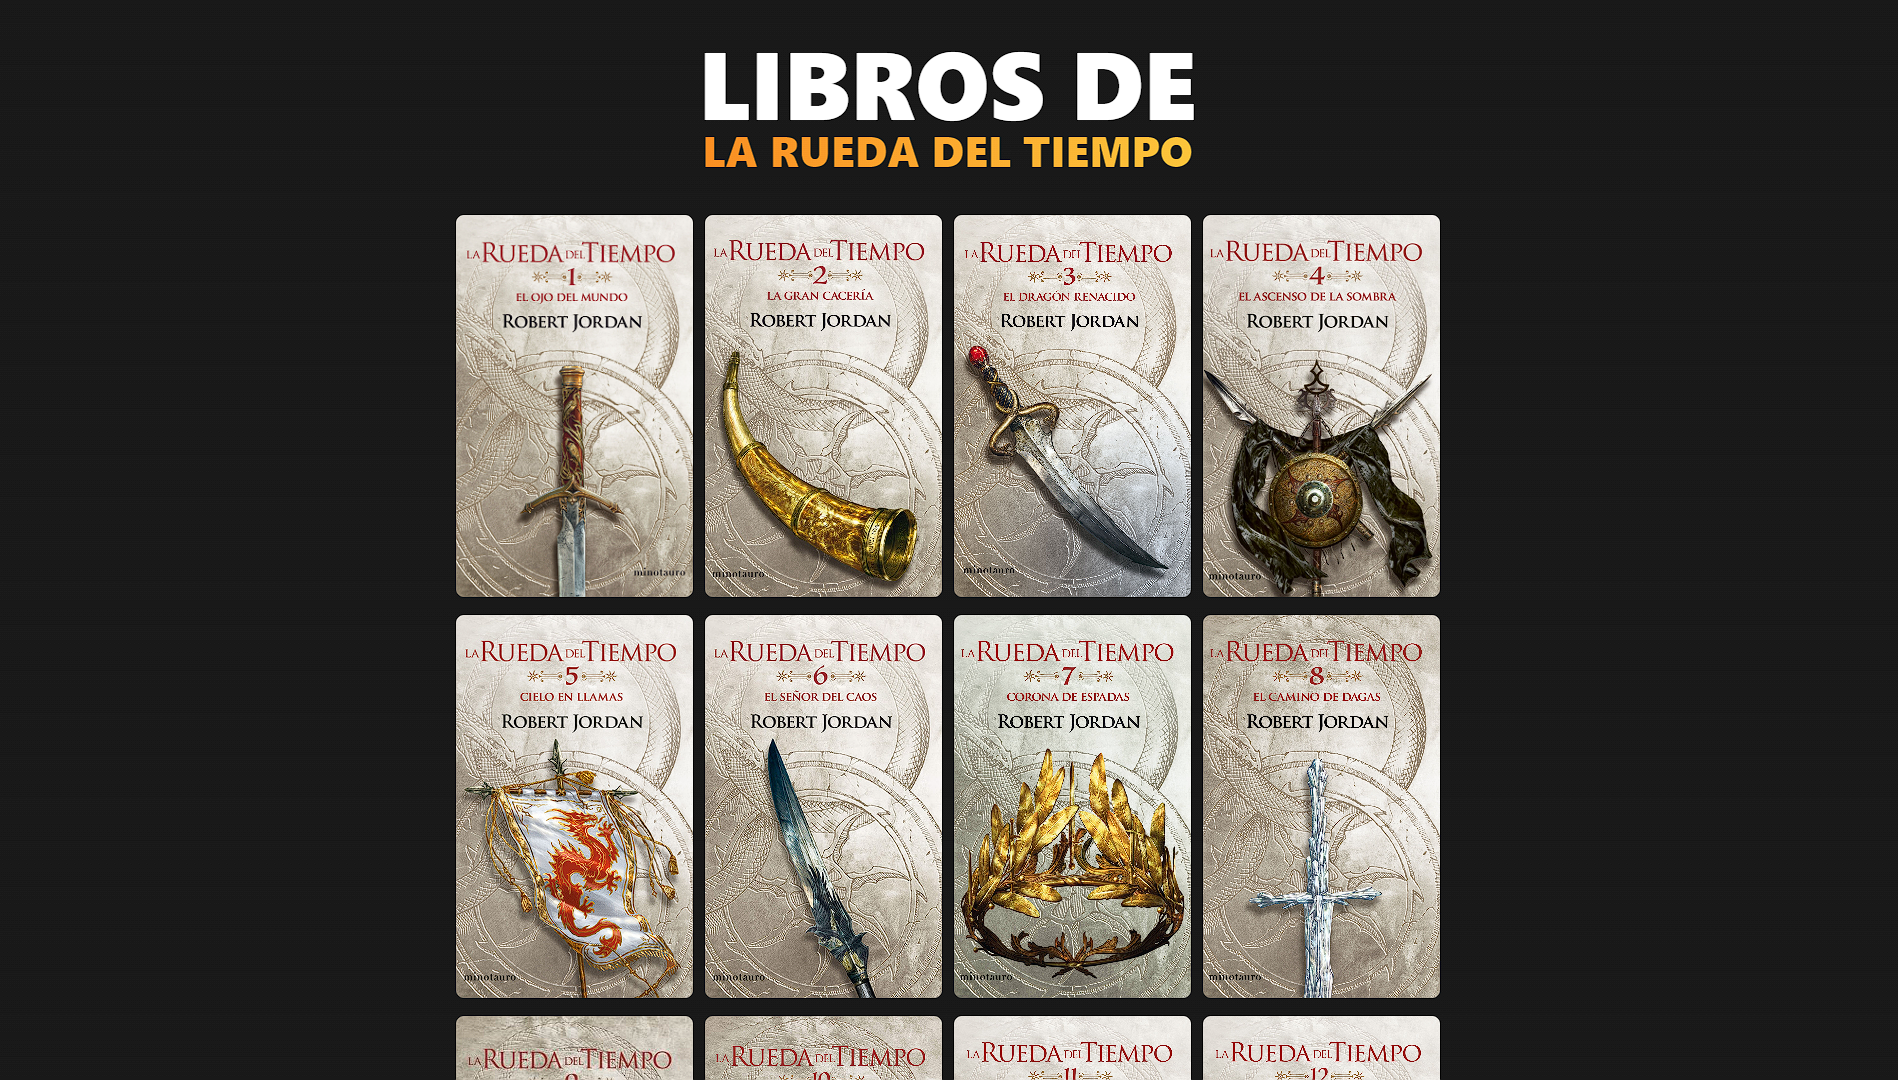 LIBROS DE
LA RUEDA DEL TIEMPO
LA RUEDA DEL TIEMPO
1
EL OJO DEL MUNDO
ROBERT JORDAN
minotauro
LA RUEDA DEL TIEMPO
2
LA GRAN CACERÍA
ROBERT JORDAN
minotauro
LA RUEDA DEL TIEMPO
3
EL DRAGÓN RENACIDO
ROBERT JORDAN
minotauro
LA RUEDA DEL TIEMPO
4
EL ASCENSO DE LA SOMBRA
ROBERT JORDAN
minotauro
LA RUEDA DEL TIEMPO
5
CIELO EN LLAMAS
ROBERT JORDAN
minotauro
LA RUEDA DEL TIEMPO
6
EL SEÑOR DEL CAOS
ROBERT JORDAN
minotauro
LA RUEDA DEL TIEMPO
7
CORONA DE ESPADAS
ROBERT JORDAN
minotauro
LA RUEDA DEL TIEMPO
8
EL CAMINO DE DAGAS
ROBERT JORDAN
minotauro
LA RUEDA DEL TIEMPO
9
LA RUEDA DEL TIEMPO
10
LA RUEDA DEL TIEMPO
11
LA RUEDA DEL TIEMPO
12